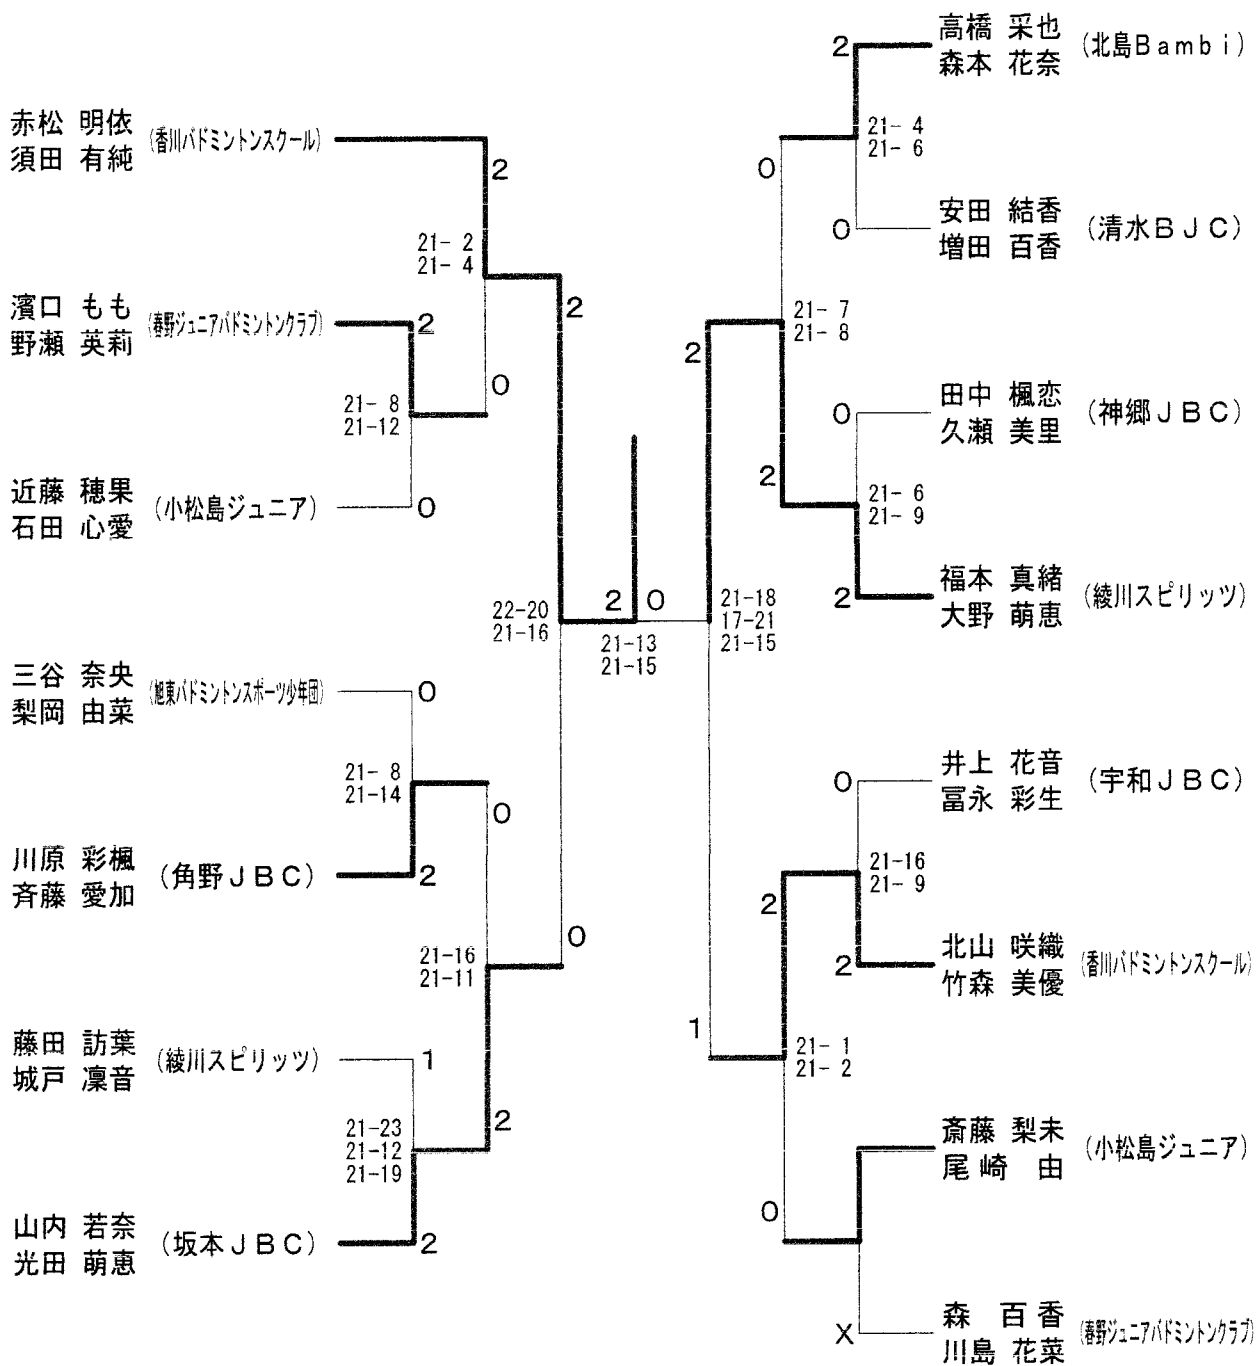 赤松 明依
須田 有純
(香川バドミントンスクール)
2
21- 2
21- 4
濱口 もも
野瀬 英莉
(春野ジュニアバドミントンクラブ)
2
0
21- 8
21-12
近藤 穂果
石田 心愛
(小松島ジュニア)
0
2
22-20
21-16
三谷 奈央
梨岡 由菜
(旭東バドミントンスポーツ少年団)
0
21- 8
21-14
0
川原 彩楓
斉藤 愛加
(角野JBC)
2
0
21-16
21-11
藤田 訪葉
城戸 凜音
(綾川スピリッツ)
1
21-23
21-12
21-19
2
山内 若奈
光田 萌恵
(坂本JBC)
2
2
0
21-13
21-15
2
高橋 采也
森本 花奈
(北島Bambi)
21- 4
21- 6
0
0
安田 結香
増田 百香
(清水BJC)
21- 7
21- 8
2
0
田中 楓恋
久瀬 美里
(神郷JBC)
2
21- 6
21- 9
2
福本 真緒
大野 萌恵
(綾川スピリッツ)
21-18
17-21
21-15
0
井上 花音
冨永 彩生
(宇和JBC)
21-16
21- 9
2
2
北山 咲織
竹森 美優
(香川バドミントンスクール)
1
21- 1
21- 2
斎藤 梨未
尾崎 由
(小松島ジュニア)
0
X
森 百香
川島 花菜
(春野ジュニアバドミントンクラブ)